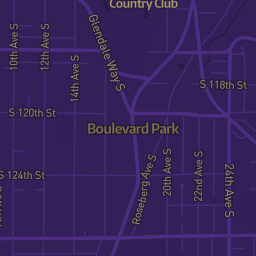 Country Club
Glendale Way S
10th Ave S
12th Ave S
14th Ave S
S 118th St
S 120th St
Boulevard Park
S 124th St
Roseberg Ave S
20th Ave S
22nd Ave S
24th Ave S